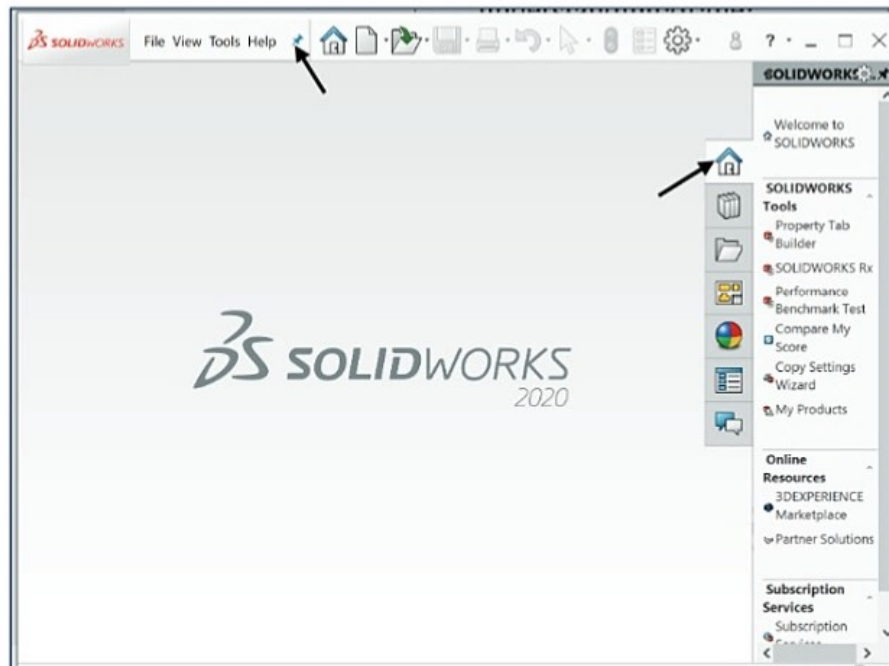 SOLIDWORKS
File View Tools Help
?
SOLIDWORKS
Welcome to
SOLIDWORKS
SOLIDWORKS
Tools
Property Tab
Builder
SOLIDWORKS Rx
Performance
Benchmark Test
Compare My
Score
Copy Settings
Wizard
My Products
Online
Resources
3DEXPERIENCE
Marketplace
Partner Solutions
Subscription
Services
Subscription
Services
SOLIDWORKS
2020